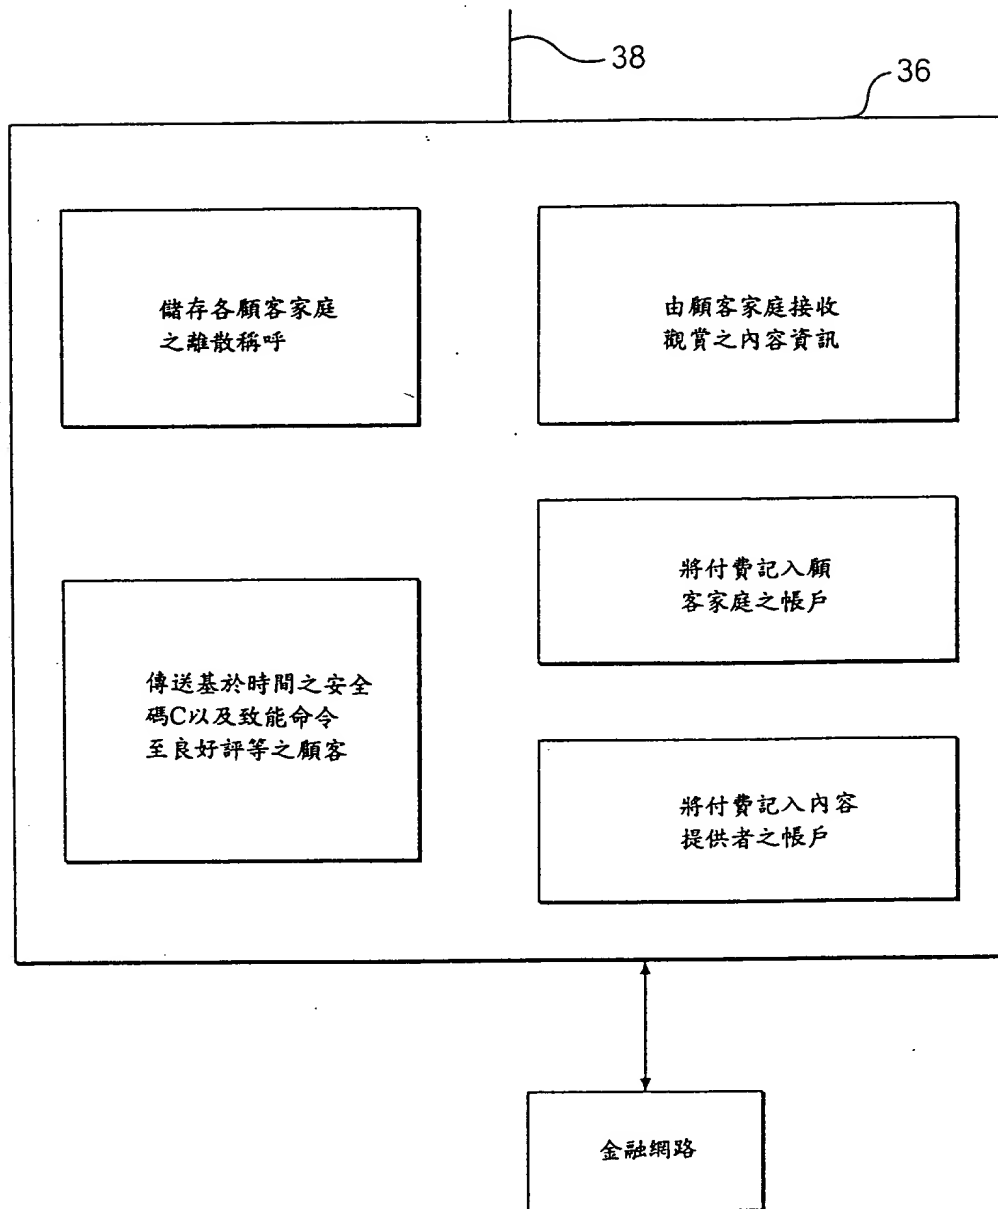 38
36
儲存各顧客家庭
之離散稱呼
由顧客家庭接收
觀賞之內容資訊
將付費記入顧
客家庭之帳戶
傳送基於時間之安全
碼C以及致能命令
至良好評等之顧客
將付費記入內容
提供者之帳戶
金融網路